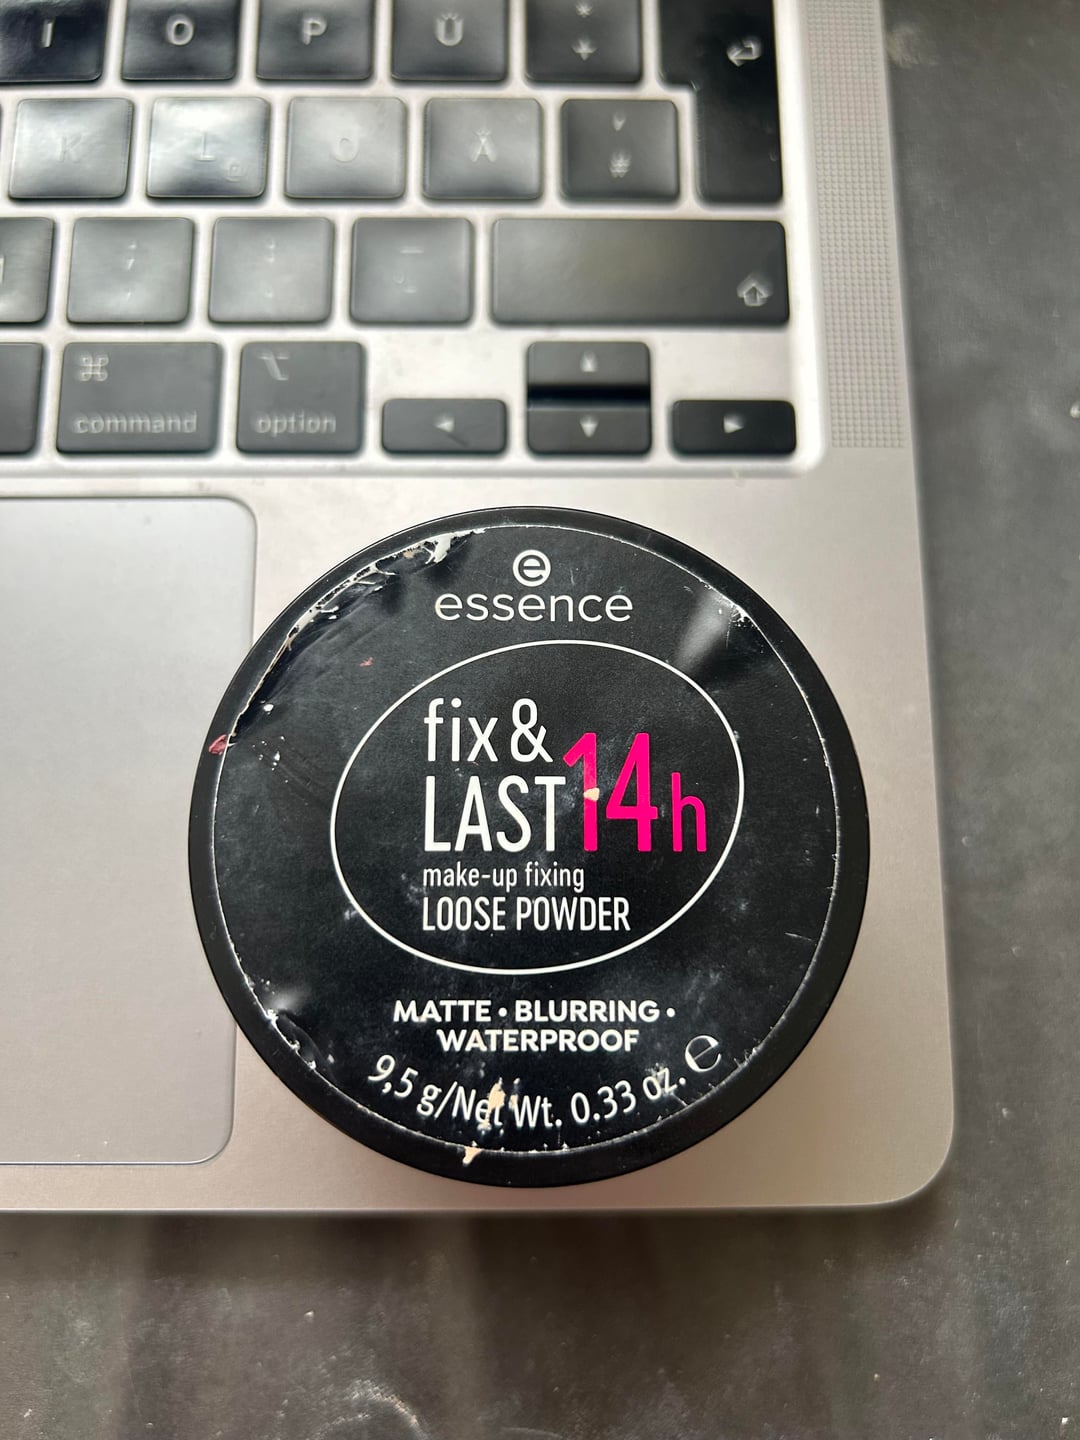 I O P Ü
K L Ö Ä #
command option
e
essence
fix &
LAST 14h
make-up fixing
LOOSE POWDER
MATTE • BLURRING •
WATERPROOF
9,5 g/Net Wt. 0.33 oz. ℮